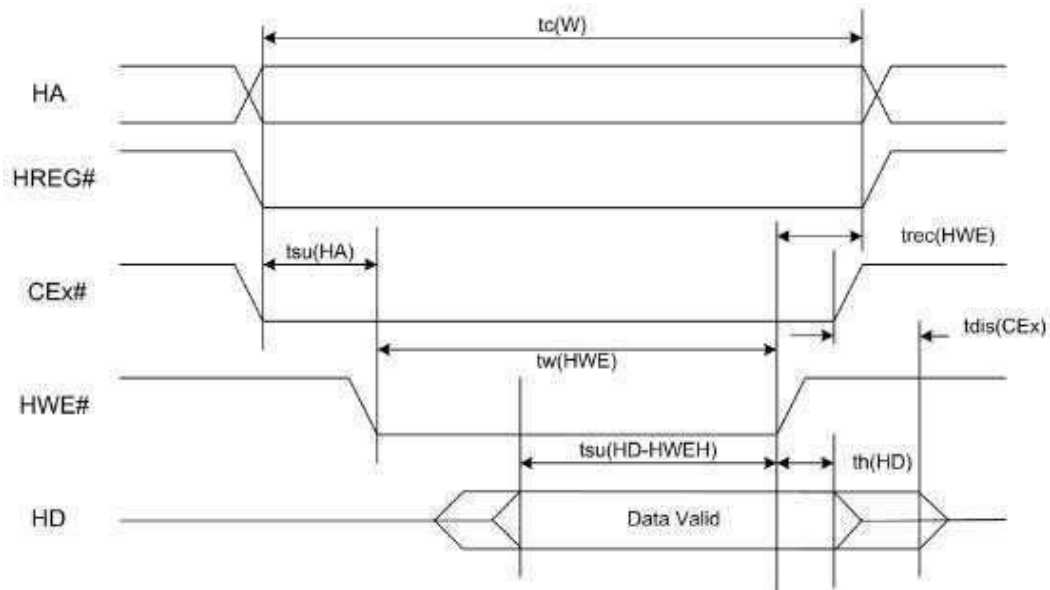 tc(W)
HA
HREG#
trec(HWE)
tsu(HA)
CEx#
tdis(CEx)
tw(HWE)
HWE#
tsu(HD-HWEH)
th(HD)
HD
Data Valid